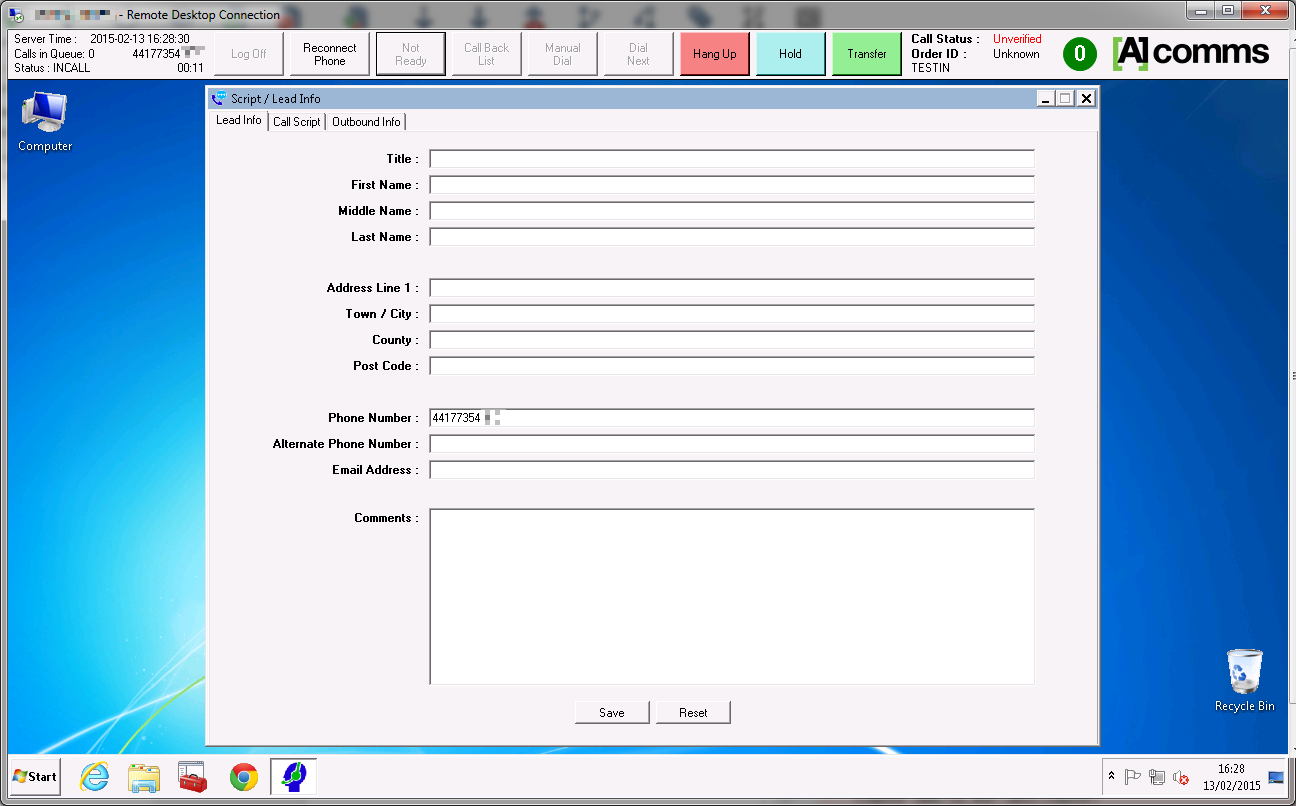 - Remote Desktop Connection
Server Time : 2015-02-13 16:28:30
Calls in Queue: 0 44177354
Status : INCALL 00:11
Log Off
Reconnect
Phone
Not
Ready
Call Back
List
Manual
Dial
Dial
Next
Hang Up
Hold
Transfer
Call Status : Unverified
Order ID : Unknown
TESTIN
0
[A]comms
Script / Lead Info
Lead Info Call Script Outbound Info
Computer
Title :
First Name :
Middle Name :
Last Name :
Address Line 1 :
Town / City :
County :
Post Code :
Phone Number : 44177354
Alternate Phone Number :
Email Address :
Comments :
Save Reset
Recycle Bin
Start
16:28
13/02/2015